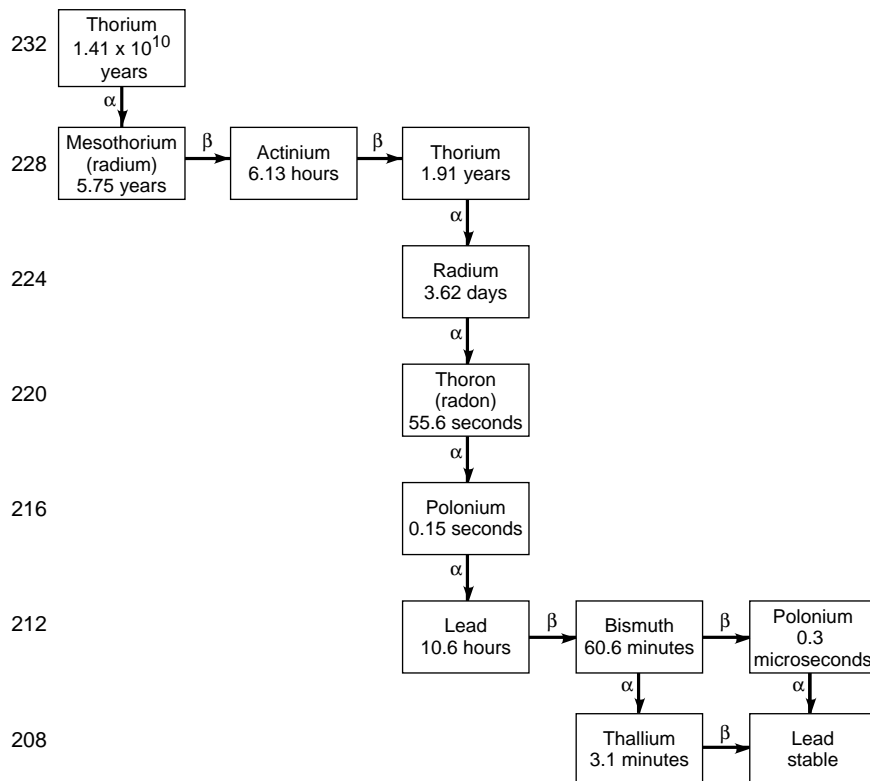 232
Thorium
1.41 x 10^10
years
α
228
Mesothorium
(radium)
5.75 years
β
Actinium
6.13 hours
β
Thorium
1.91 years
α
224
Radium
3.62 days
α
220
Thoron
(radon)
55.6 seconds
α
216
Polonium
0.15 seconds
α
212
Lead
10.6 hours
β
Bismuth
60.6 minutes
β
Polonium
0.3
microseconds
α
α
208
Thallium
3.1 minutes
β
Lead
stable